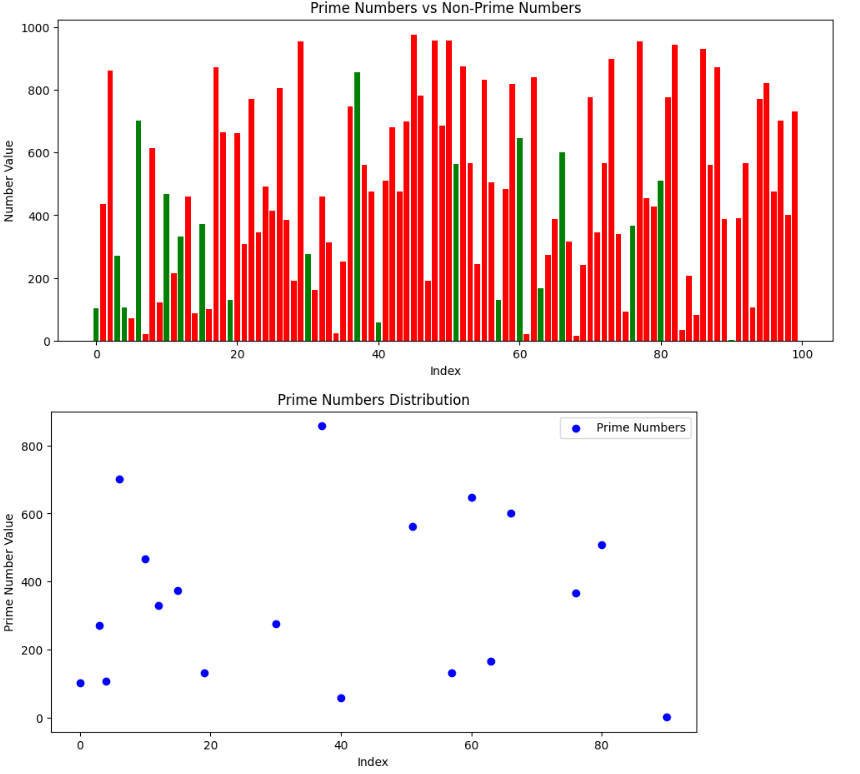 Prime Numbers vs Non-Prime Numbers
1000
800
600
400
200
0
Number Value
0 20 40 60 80 100
Index
Prime Numbers Distribution
Prime Numbers
800
600
400
200
0
Prime Number Value
0 20 40 60 80
Index